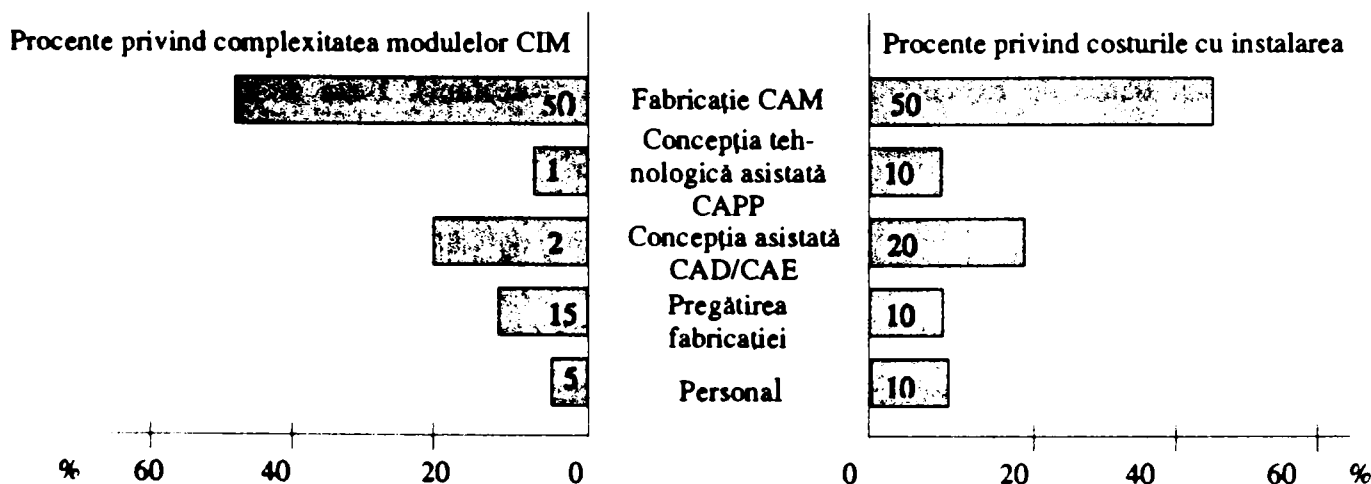 Procente privind complexitatea modulelor CIM
Procente privind costurile cu instalarea
50
Fabricație CAM
50
1
Concepția teh-
nologică asistată
CAPP
10
2
Concepția asistată
CAD/CAE
20
15
Pregătirea
fabricatiei
10
5
Personal
10
% 60 40 20 0
0 20 40 60 %